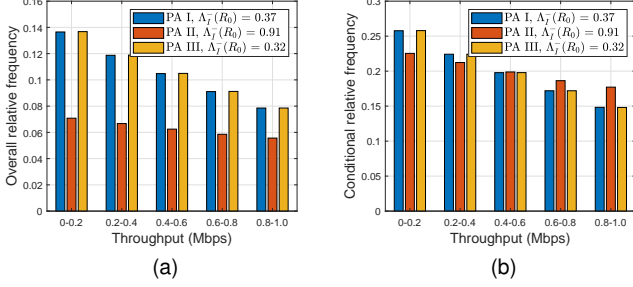 0.16
0.14
0.12
0.1
0.08
0.06
0.04
0.02
0
Overall relative frequency
PA I, Λ_I^-(R_0) = 0.37
PA II, Λ_I^-(R_0) = 0.91
PA III, Λ_I^-(R_0) = 0.32
0-0.2 0.2-0.4 0.4-0.6 0.6-0.8 0.8-1.0
Throughput (Mbps)
(a)
0.3
0.25
0.2
0.15
0.1
0.05
0
Conditional relative frequency
PA I, Λ_I^-(R_0) = 0.37
PA II, Λ_I^-(R_0) = 0.91
PA III, Λ_I^-(R_0) = 0.32
0-0.2 0.2-0.4 0.4-0.6 0.6-0.8 0.8-1.0
Throughput (Mbps)
(b)